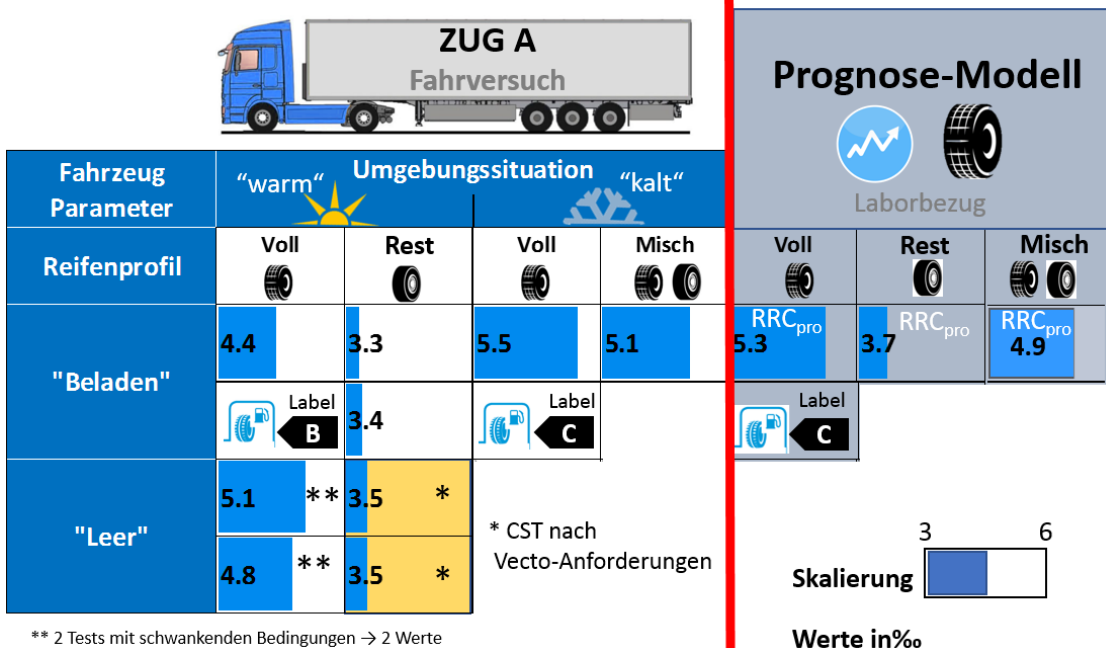 ZUG A
Fahrversuch
Prognose-Modell
Laborbezug
Fahrzeug
Parameter
Umgebungssituation
“warm“
“kalt“
Reifenprofil
Voll
Rest
Voll
Misch
Voll
Rest
Misch
"Beladen"
4.4
3.3
5.5
5.1
RRCpro
5.3
RRCpro
3.7
RRCpro
4.9
Label
B
3.4
Label
C
Label
C
"Leer"
5.1
**
3.5
*
4.8
**
3.5
*
* CST nach
Vecto-Anforderungen
3
6
Skalierung
Werte in‰
** 2 Tests mit schwankenden Bedingungen → 2 Werte